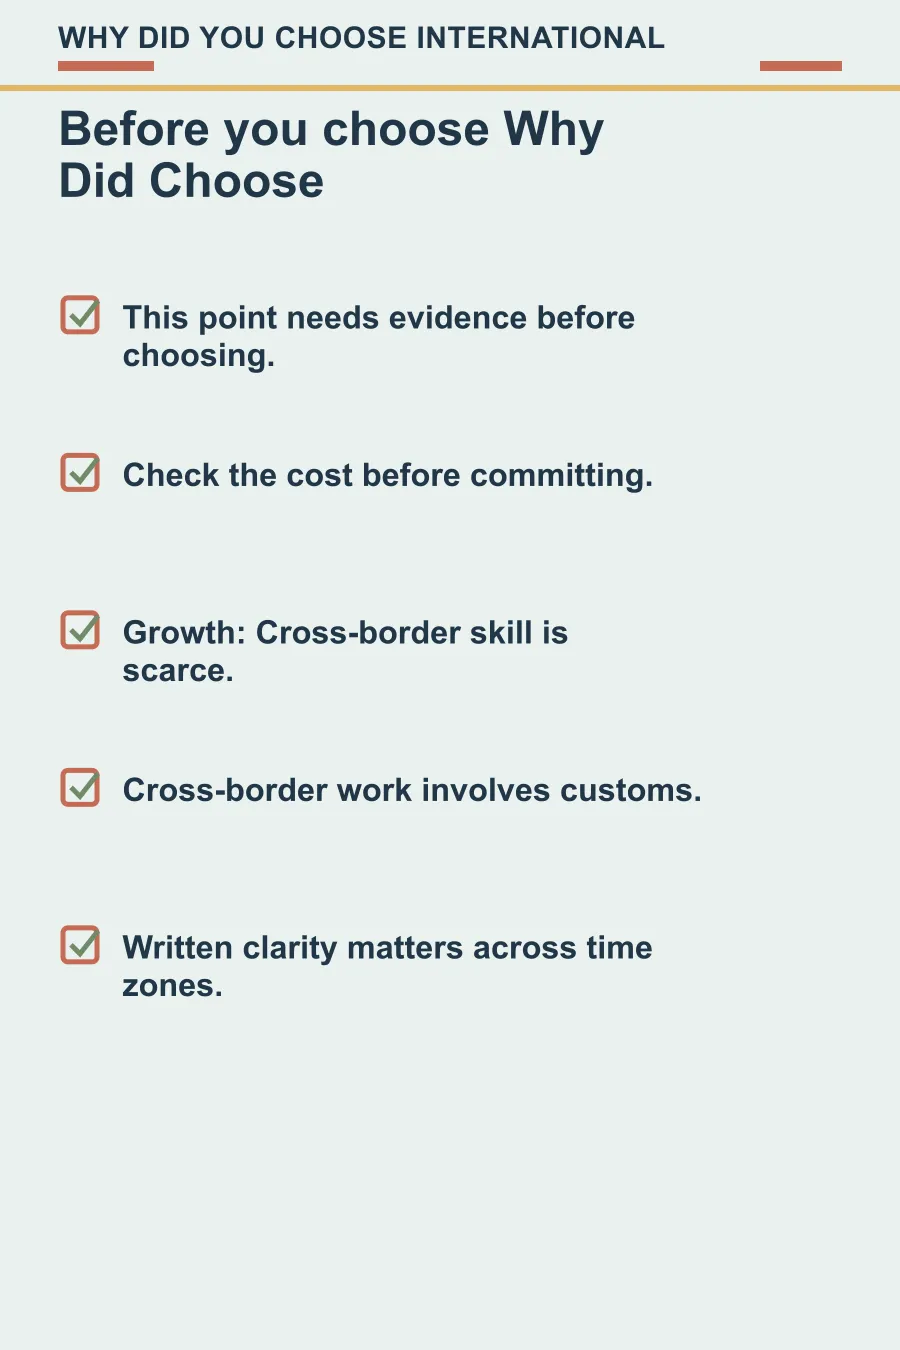 WHY DID YOU CHOOSE INTERNATIONAL
Before you choose Why
Did Choose
This point needs evidence before
choosing.
Check the cost before committing.
Growth: Cross-border skill is
scarce.
Cross-border work involves customs.
Written clarity matters across time
zones.